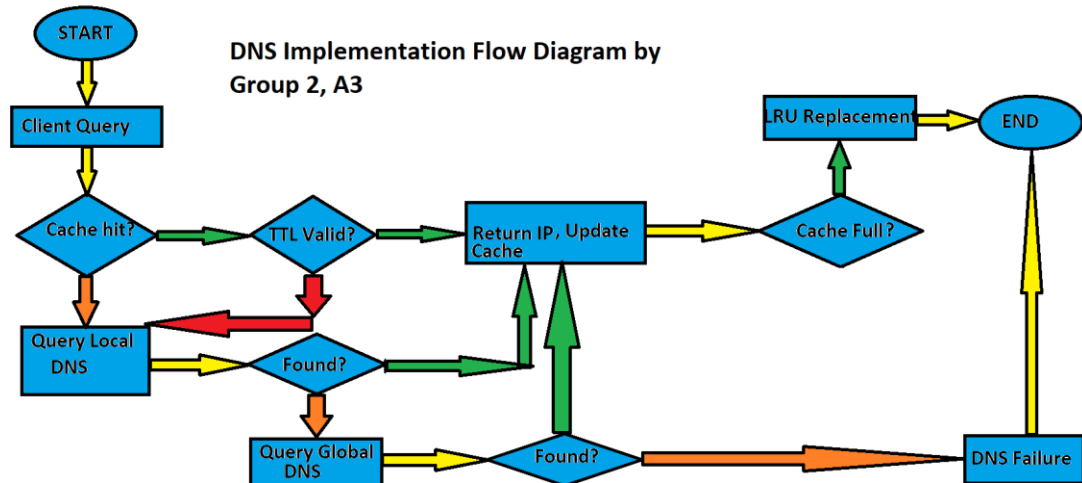 START
DNS Implementation Flow Diagram by
Group 2, A3
Client Query
LRU Replacement
END
Cache hit?
TTL Valid?
Return IP, Update
Cache
Cache Full?
Query Local
DNS
Found?
Query Global
DNS
Found?
DNS Failure